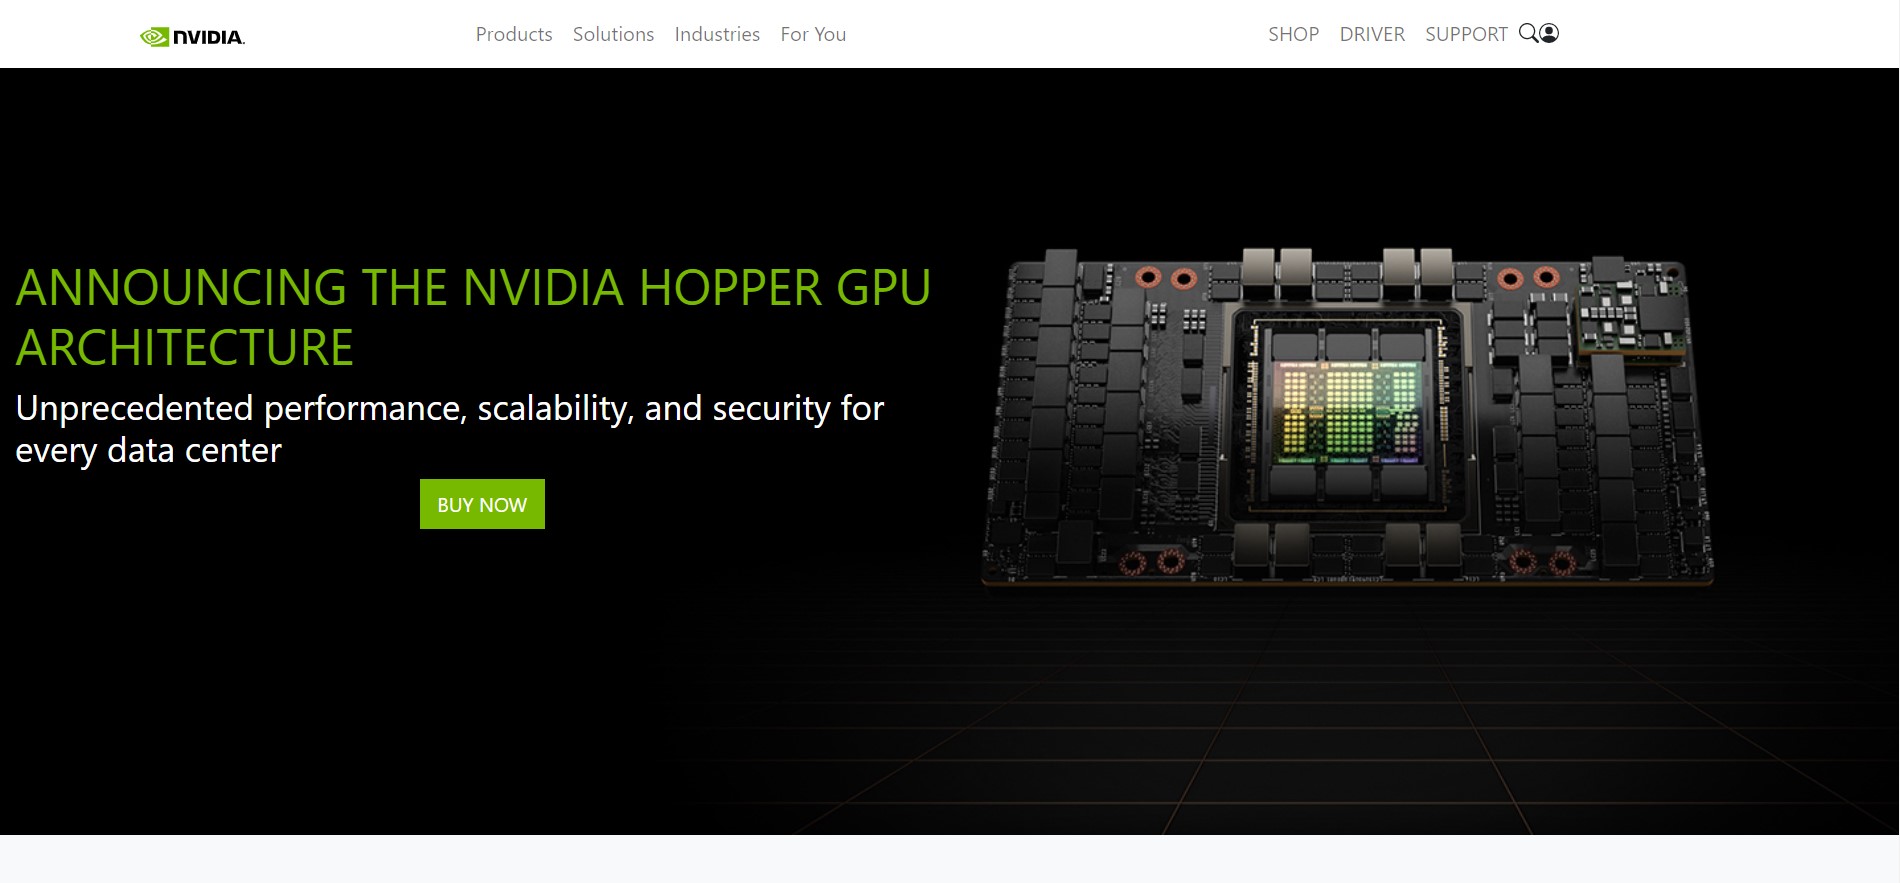 NVIDIA.
Products Solutions Industries For You
SHOP DRIVER SUPPORT
ANNOUNCING THE NVIDIA HOPPER GPU
ARCHITECTURE
Unprecedented performance, scalability, and security for
every data center
BUY NOW